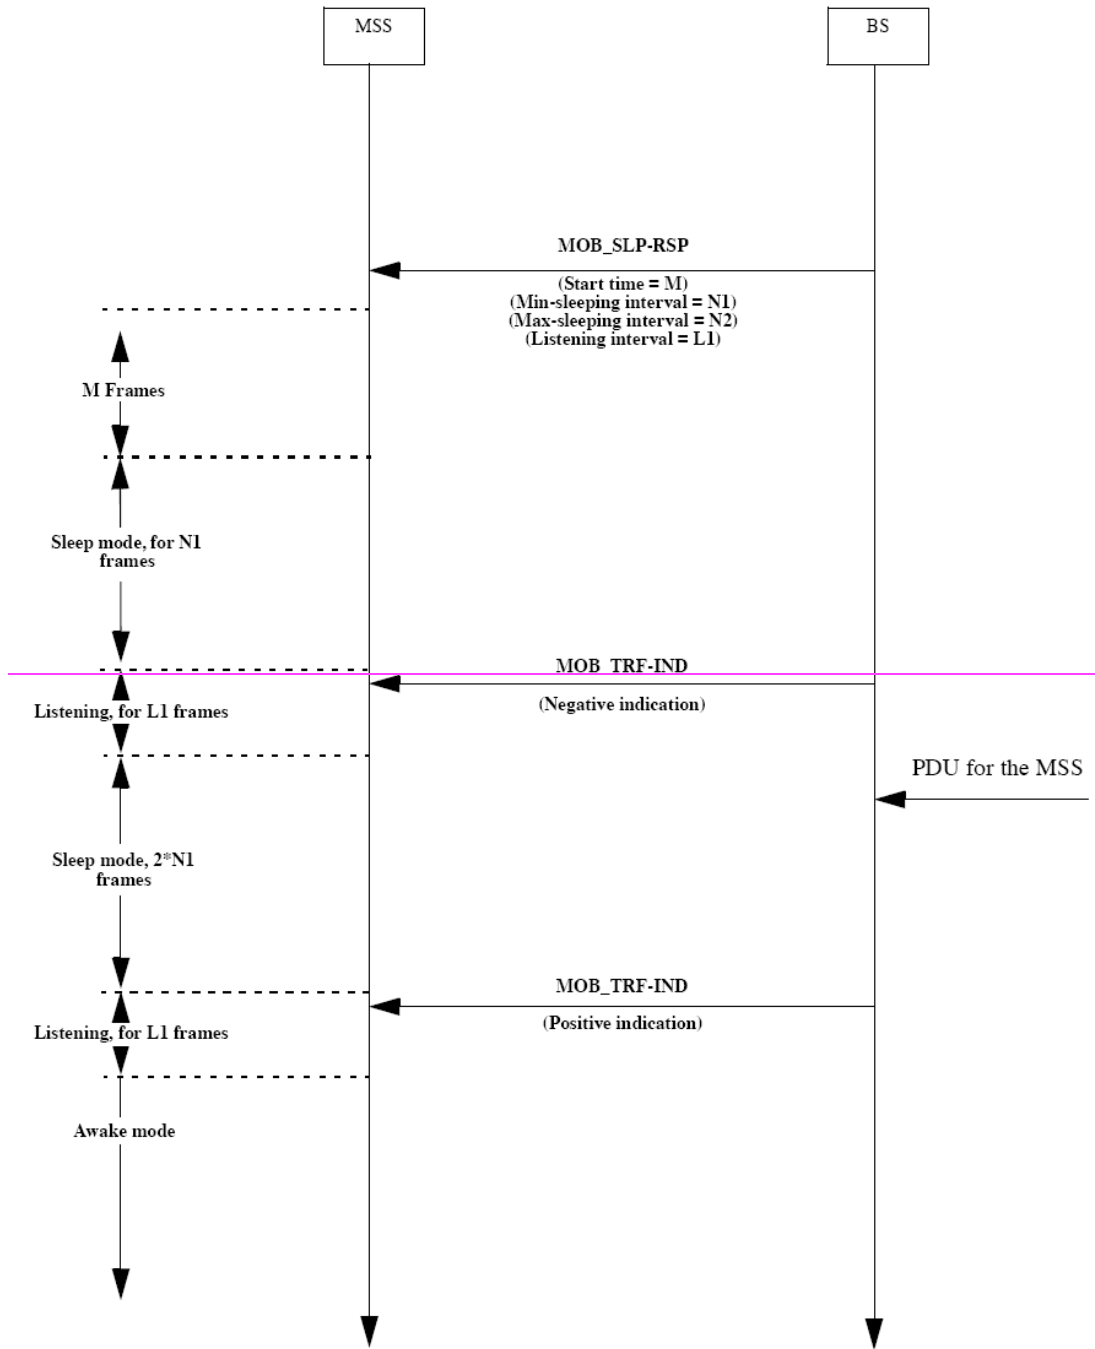 MSS
BS
MOB_SLP-RSP
(Start time = M)
(Min-sleeping interval = N1)
(Max-sleeping interval = N2)
(Listening interval = L1)
M Frames
Sleep mode, for N1
frames
MOB_TRF-IND
(Negative indication)
Listening, for L1 frames
PDU for the MSS
Sleep mode, 2*N1
frames
MOB_TRF-IND
(Positive indication)
Listening, for L1 frames
Awake mode